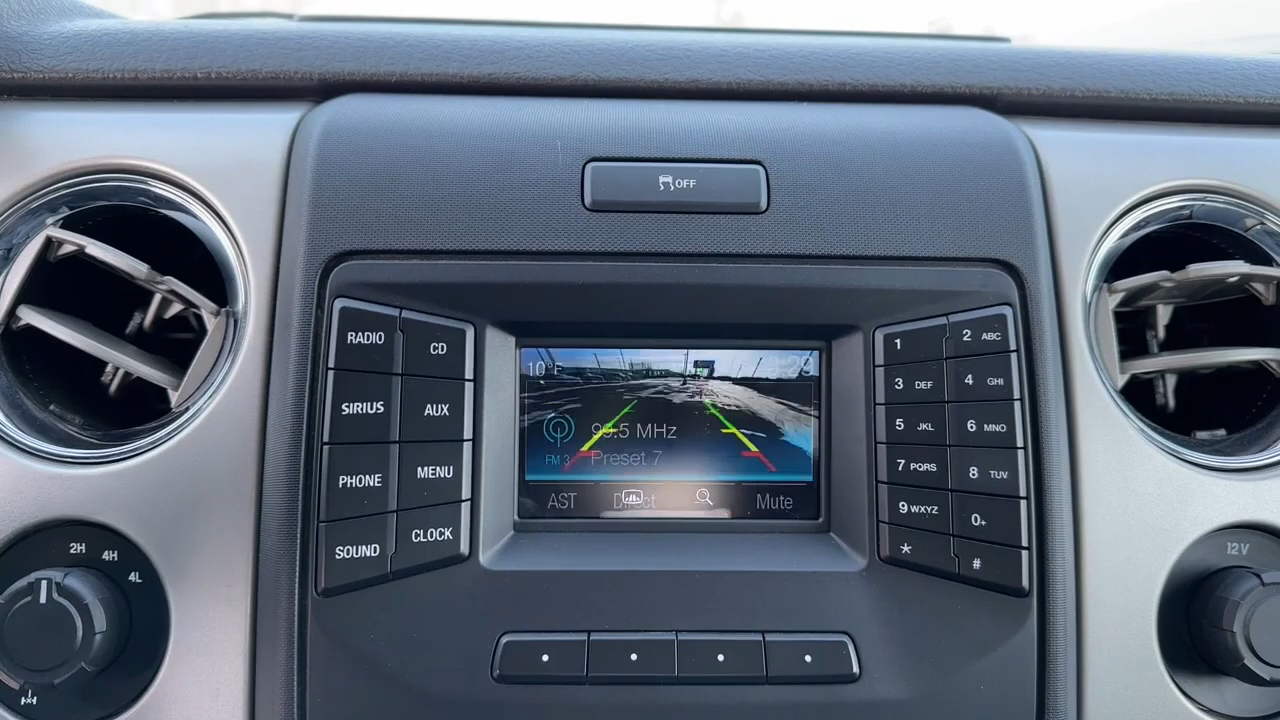 OFF
RADIO
CD
SIRIUS
AUX
PHONE
MENU
SOUND
CLOCK
10°F
99.5 MHz
FM 3
Preset 7
AST
Direct
Mute
1
2 ABC
3 DEF
4 GHI
5 JKL
6 MNO
7 PQRS
8 TUV
9 WXYZ
0+
*
#
2H
4H
4L
12V